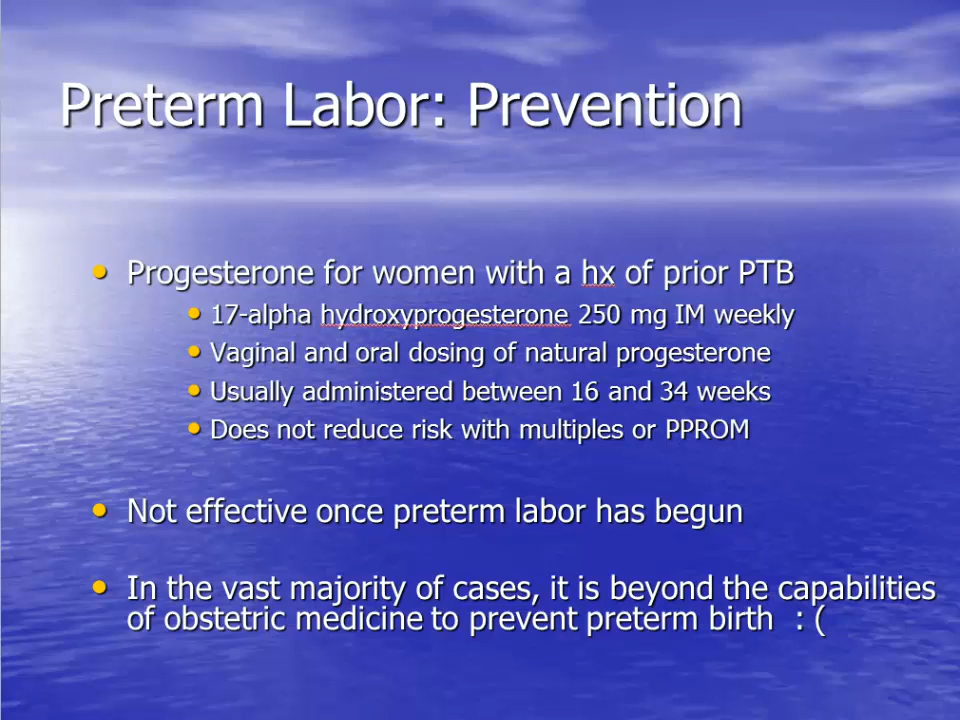 Preterm Labor: Prevention
• Progesterone for women with a hx of prior PTB
• 17-alpha hydroxyprogesterone 250 mg IM weekly
• Vaginal and oral dosing of natural progesterone
• Usually administered between 16 and 34 weeks
• Does not reduce risk with multiples or PPROM
• Not effective once preterm labor has begun
• In the vast majority of cases, it is beyond the capabilities
of obstetric medicine to prevent preterm birth : (